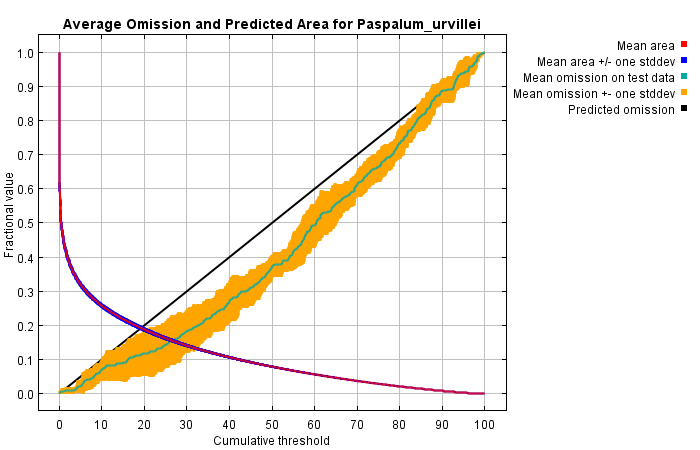 Average Omission and Predicted Area for Paspalum_urvillei
Mean area
Mean area +/- one stddev
Mean omission on test data
Mean omission +- one stddev
Predicted omission
Fractional value
1.0
0.9
0.8
0.7
0.6
0.5
0.4
0.3
0.2
0.1
0.0
0 10 20 30 40 50 60 70 80 90 100
Cumulative threshold